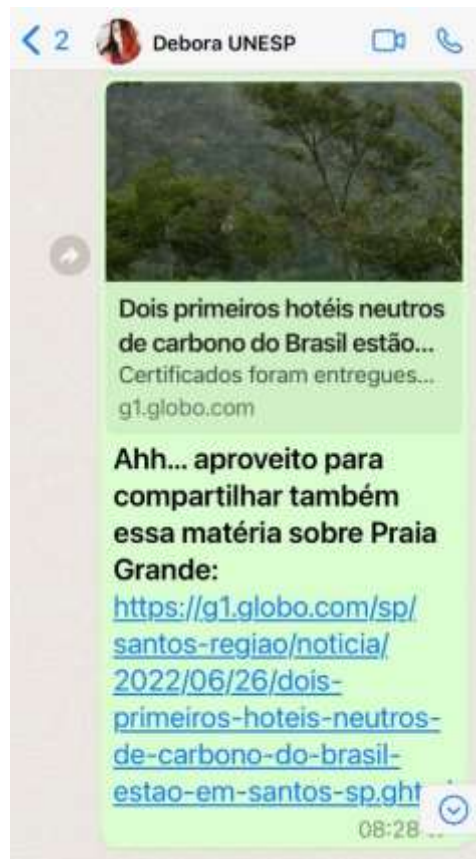 2 Debora UNESP
Dois primeiros hotéis neutros
de carbono do Brasil estão...
Certificados foram entregues...
g1.globo.com
Ahh... aproveito para
compartilhar também
essa matéria sobre Praia
Grande:
https://g1.globo.com/sp/
santos-regiao/noticia/
2022/06/26/dois-
primeiros-hoteis-neutros-
de-carbono-do-brasil-
estao-em-santos-sp.ght
08:28